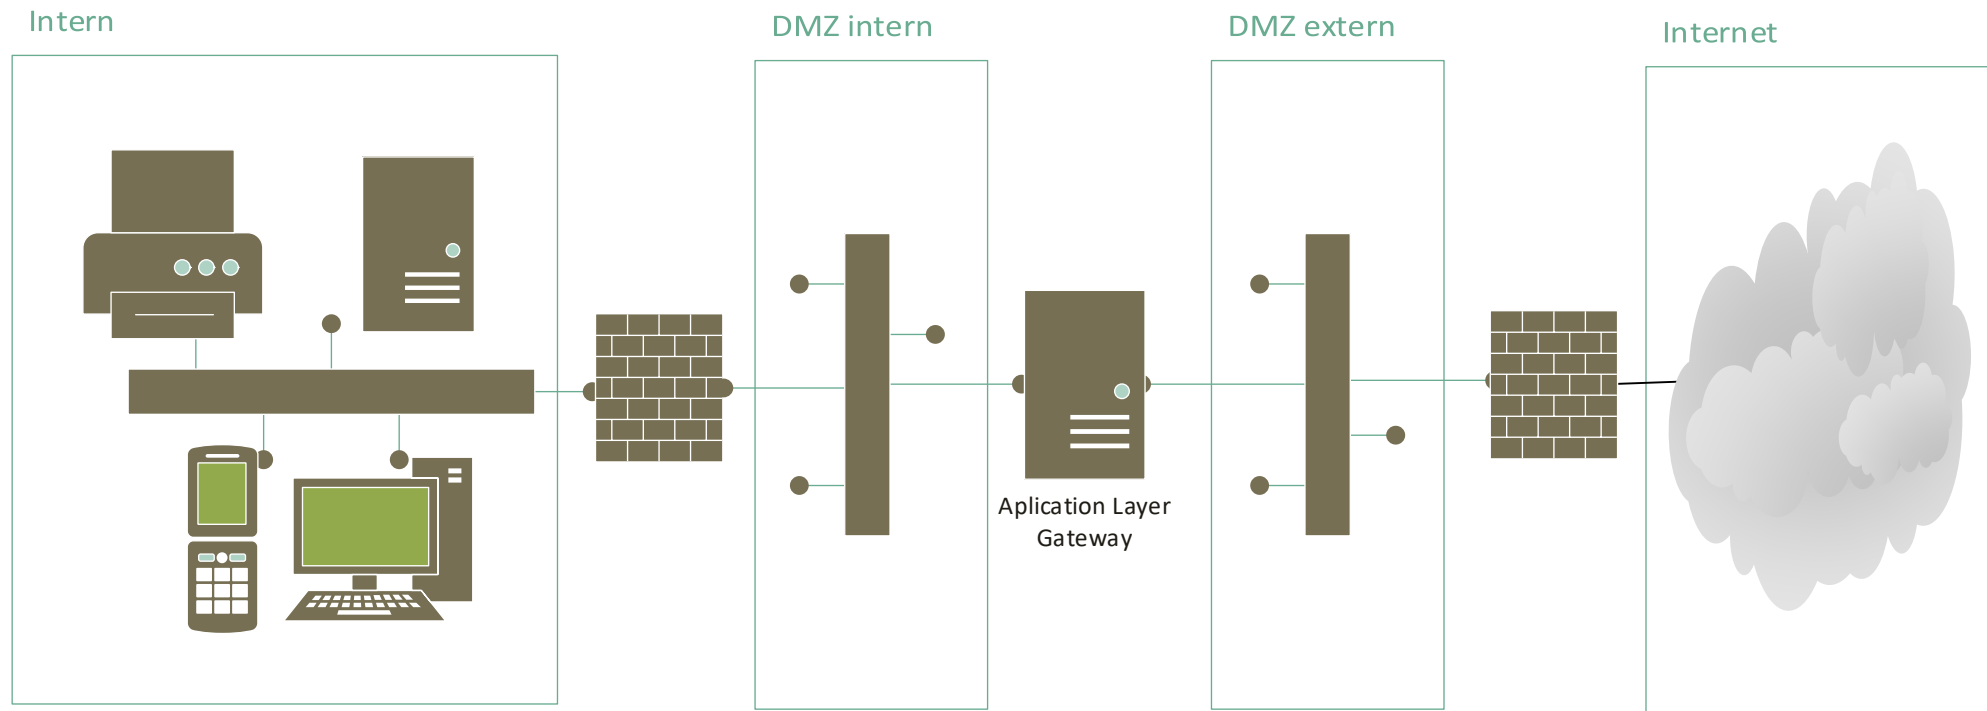 Intern
DMZ intern
DMZ extern
Internet
Aplication Layer
Gateway